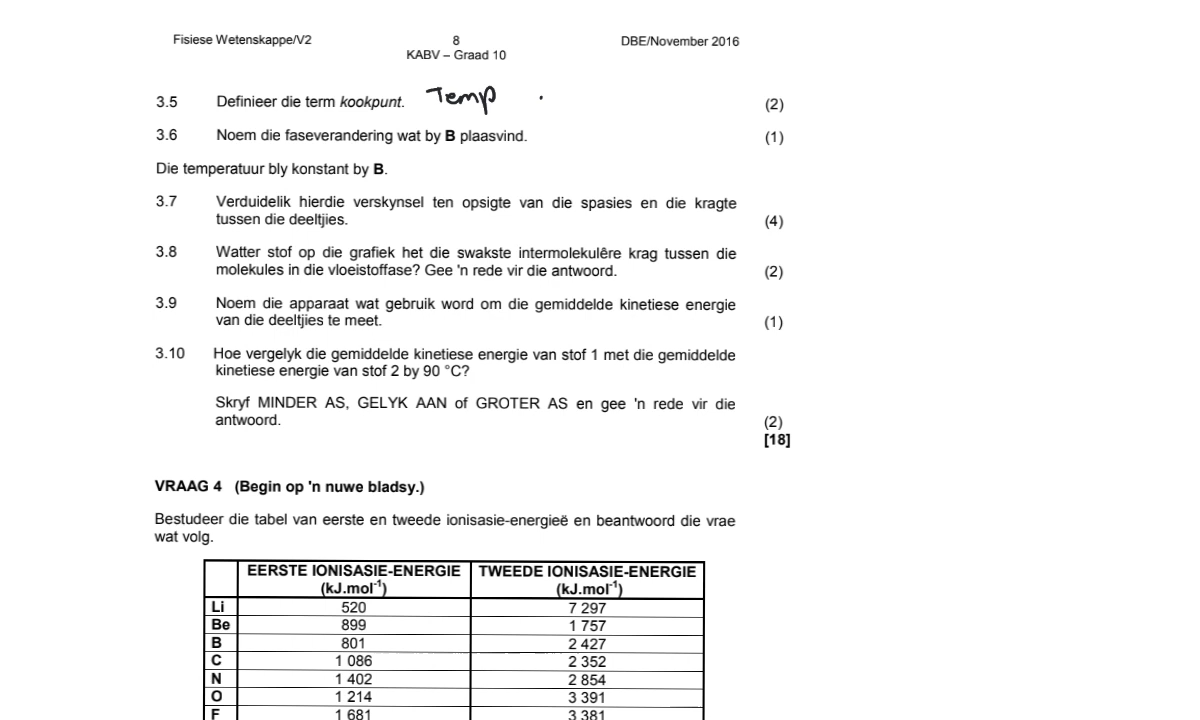 Fisiese Wetenskappe/V2 8 DBE/November 2016
KABV – Graad 10
3.5 Definieer die term kookpunt. Temp (2)
3.6 Noem die faseverandering wat by B plaasvind. (1)
Die temperatuur bly konstant by B.
3.7 Verduidelik hierdie verskynsel ten opsigte van die spasies en die kragte
tussen die deeltjies. (4)
3.8 Watter stof op die grafiek het die swakste intermolekulêre krag tussen die
molekules in die vloeistoffase? Gee 'n rede vir die antwoord. (2)
3.9 Noem die apparaat wat gebruik word om die gemiddelde kinetiese energie
van die deeltjies te meet. (1)
3.10 Hoe vergelyk die gemiddelde kinetiese energie van stof 1 met die gemiddelde
kinetiese energie van stof 2 by 90 °C?
Skryf MINDER AS, GELYK AAN of GROTER AS en gee 'n rede vir die
antwoord. (2)
[18]
VRAAG 4 (Begin op 'n nuwe bladsy.)
Bestudeer die tabel van eerste en tweede ionisasie-energieë en beantwoord die vrae
wat volg.
EERSTE IONISASIE-ENERGIE TWEEDE IONISASIE-ENERGIE
(kJ.mol⁻¹) (kJ.mol⁻¹)
Li 520 7 297
Be 899 1 757
B 801 2 427
C 1 086 2 352
N 1 402 2 854
O 1 214 3 391
F 1 681 3 381